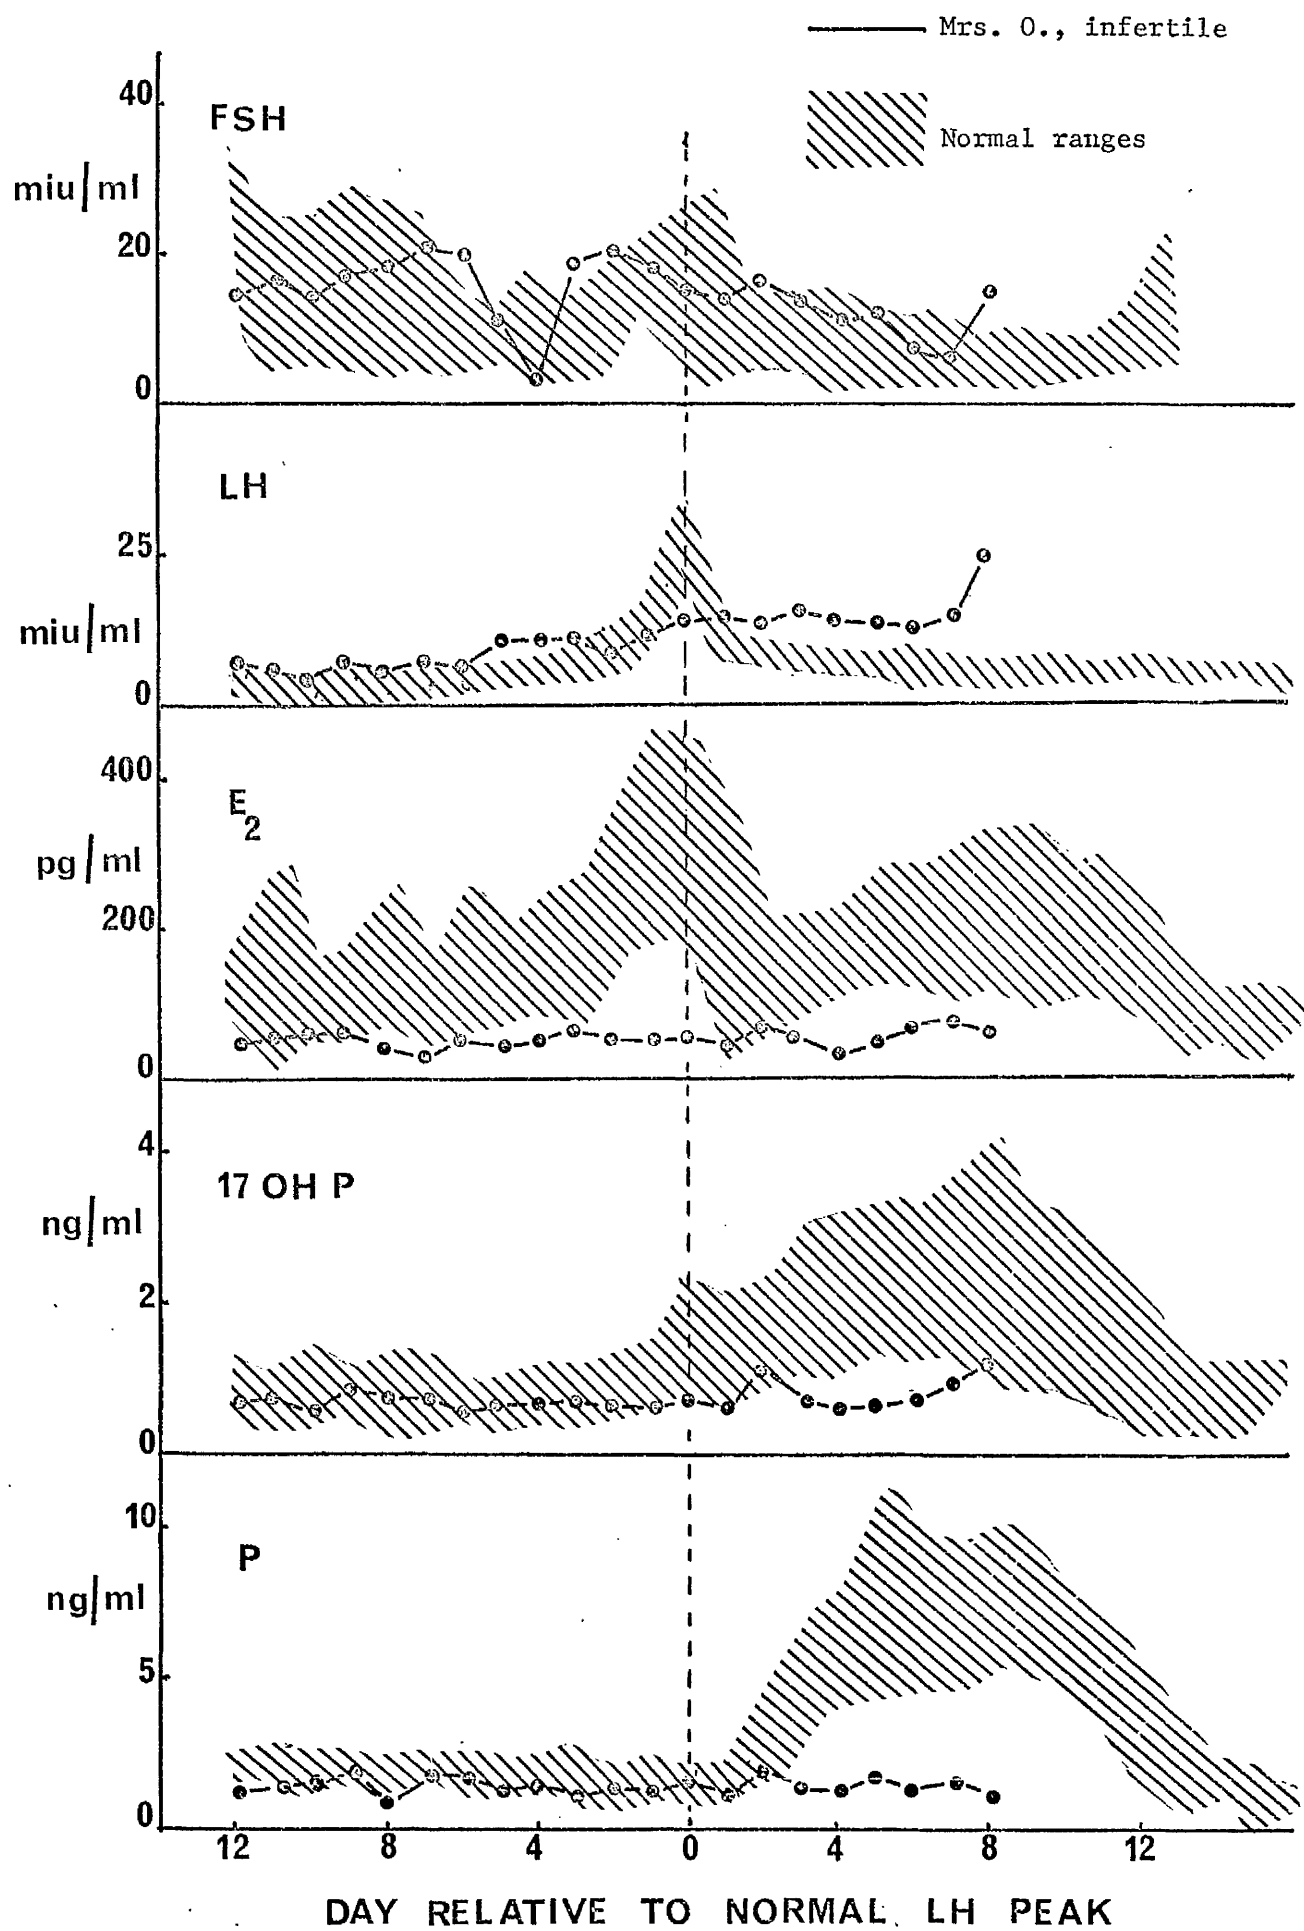 Mrs. O., infertile
Normal ranges
40
FSH
miu/ml
20
0
LH
25
miu/ml
0
400
E2
pg/ml
200
0
4
17 OH P
ng/ml
2
0
10
P
ng/ml
5
0
12 8 4 0 4 8 12
DAY RELATIVE TO NORMAL LH PEAK